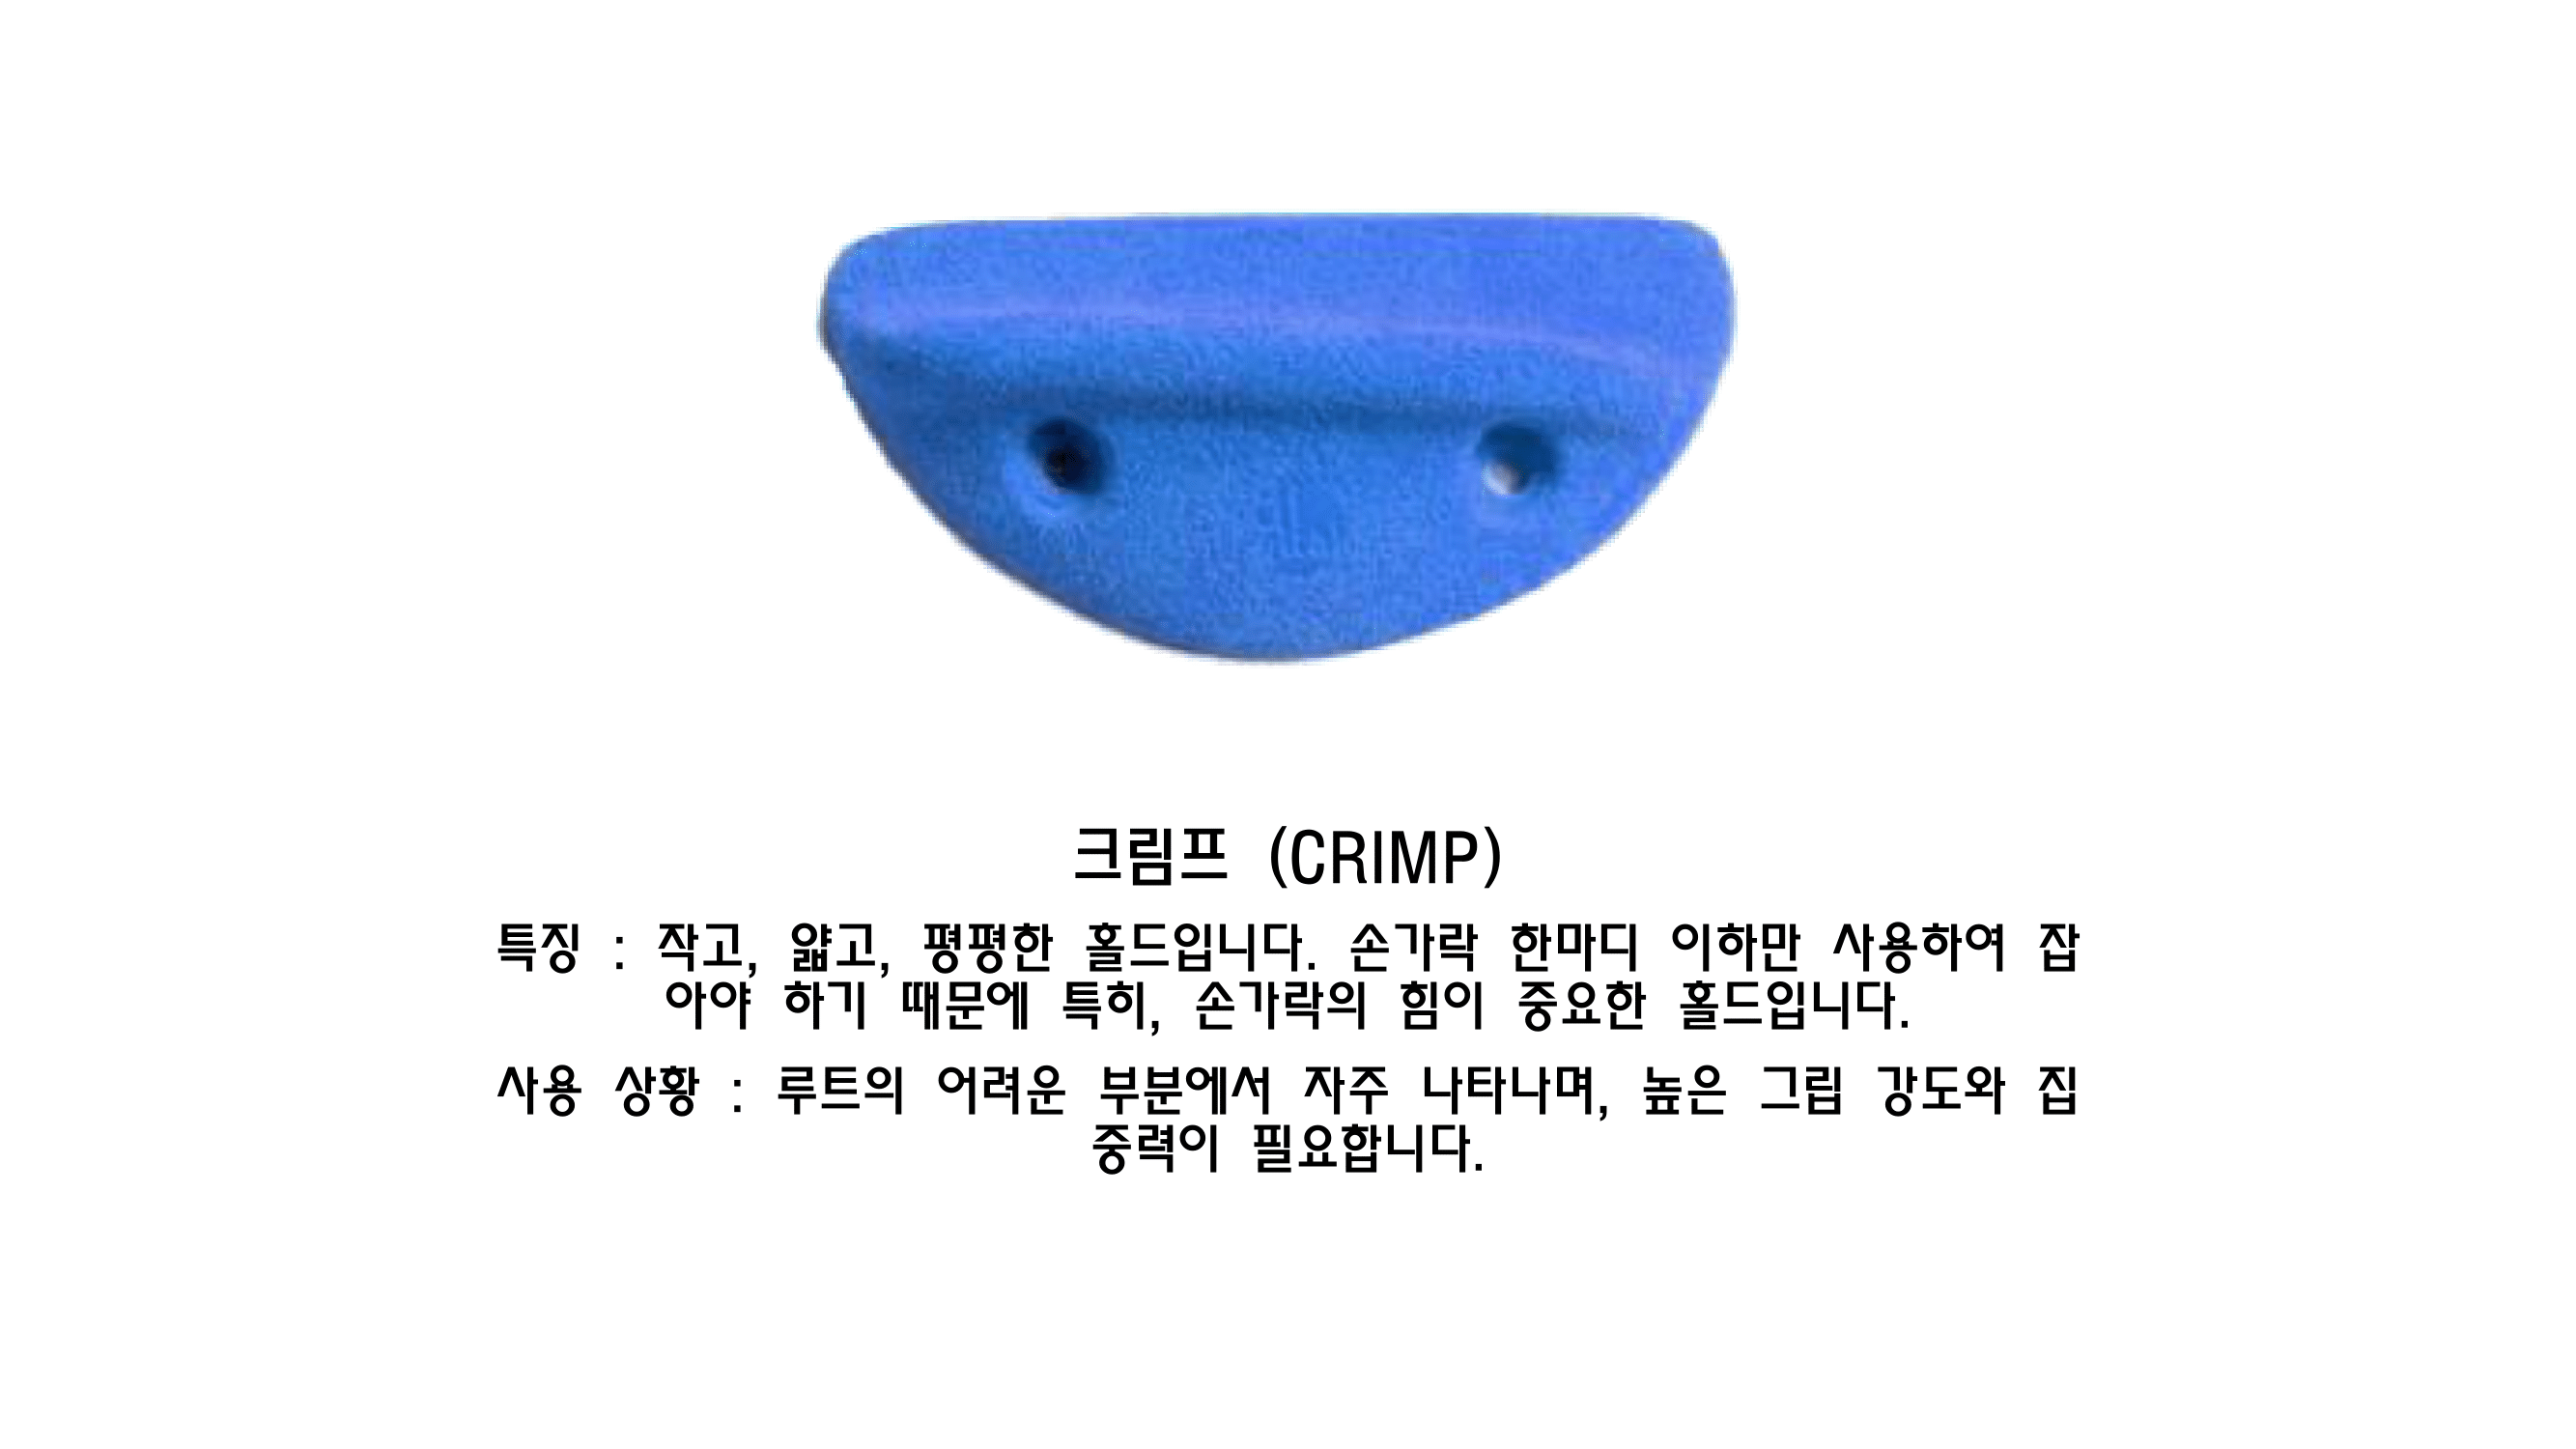 크림프 (CRIMP)
특징 : 작고, 얇고, 평평한 홀드입니다. 손가락 한마디 이하만 사용하여 잡
아야 하기 때문에 특히, 손가락의 힘이 중요한 홀드입니다.
사용 상황 : 루트의 어려운 부분에서 자주 나타나며, 높은 그립 강도와 집
중력이 필요합니다.